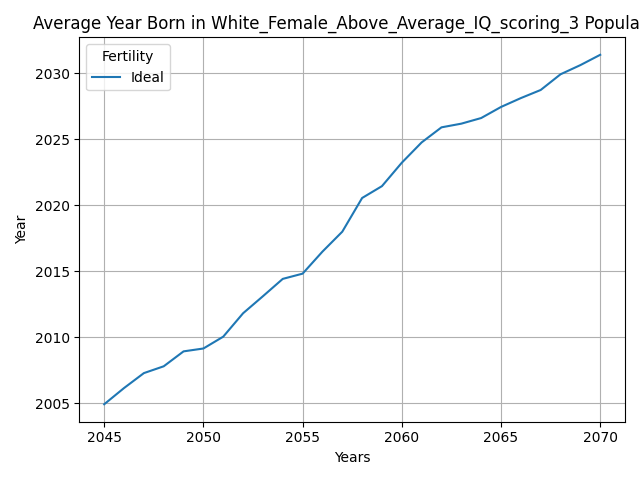 Average Year Born in White_Female_Above_Average_IQ_scoring_3 Popula
Fertility
Ideal
2030
2025
2020
2015
2010
2005
Year
2045 2050 2055 2060 2065 2070
Years